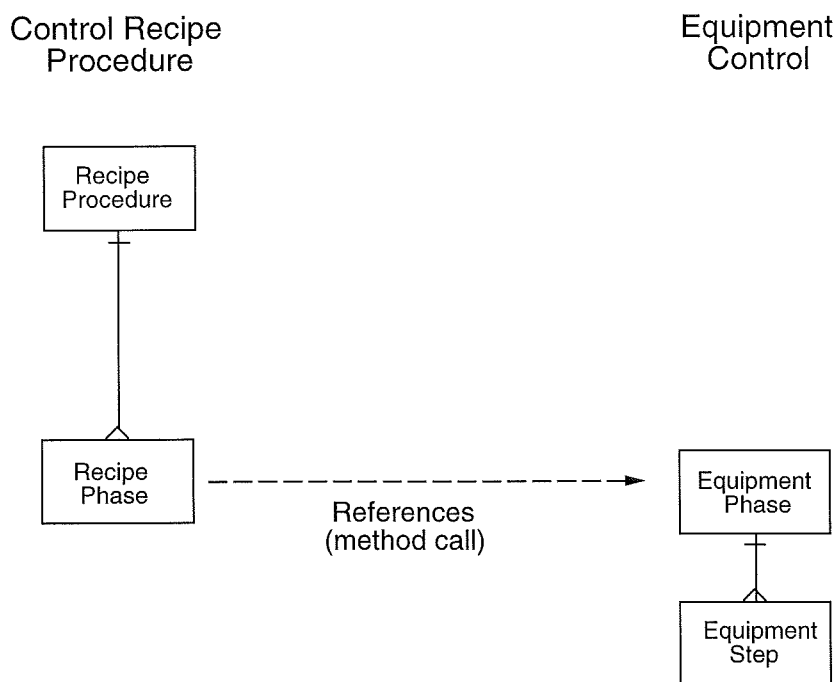 Control Recipe
Procedure
Equipment
Control
Recipe
Procedure
Recipe
Phase
References
(method call)
Equipment
Phase
Equipment
Step